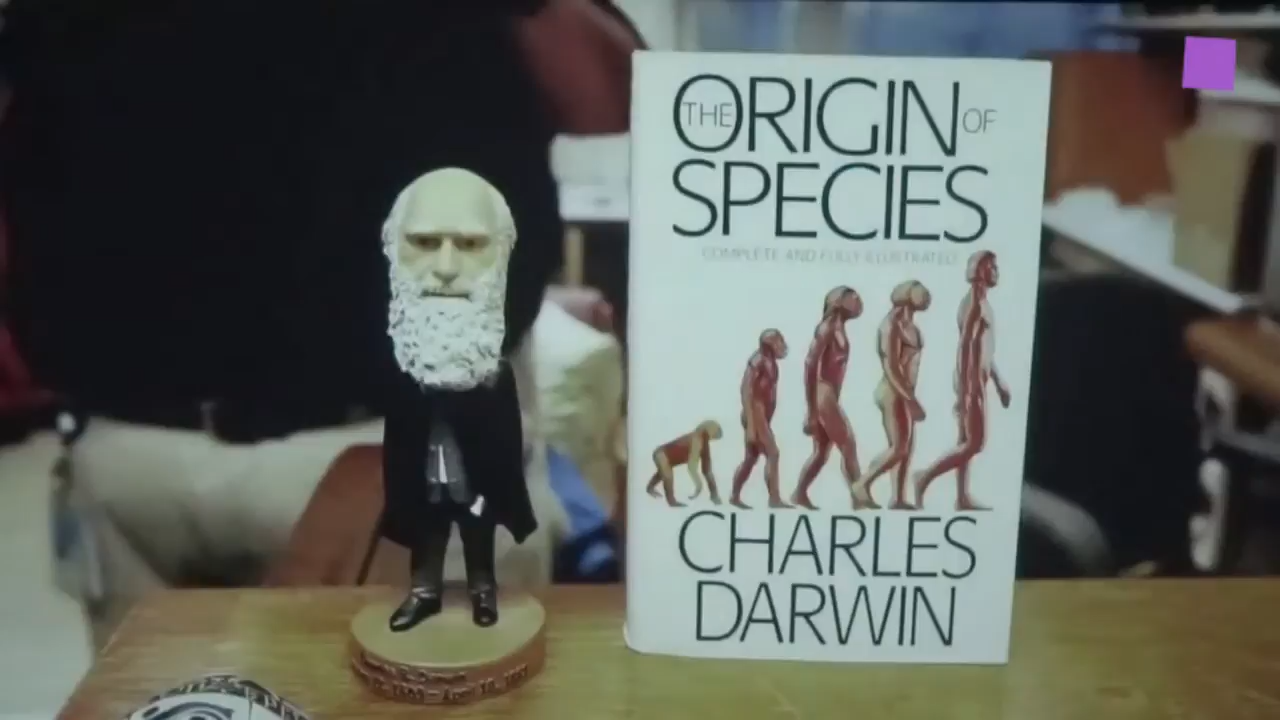 THE ORIGIN OF
SPECIES
COMPLETE AND FULLY ILLUSTRATED
CHARLES
DARWIN